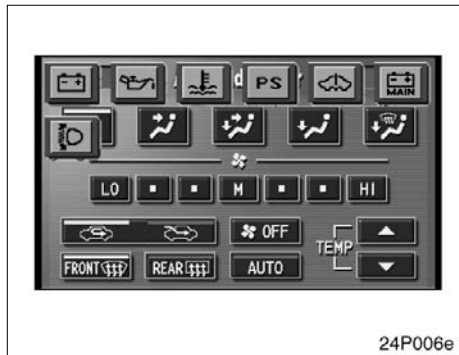 PS
MAIN
LO M HI
OFF
TEMP
FRONT REAR AUTO
24P006e